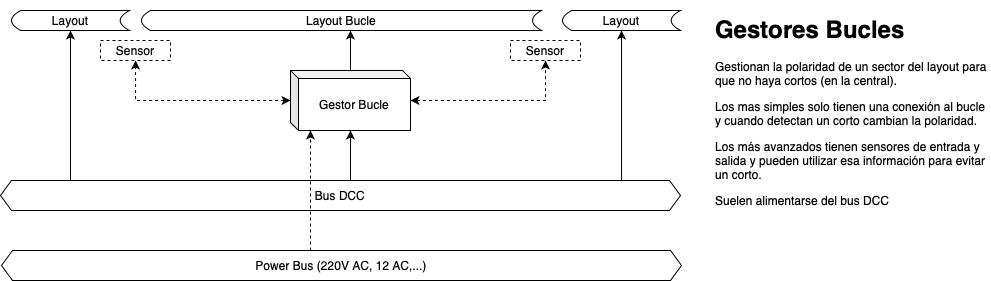 Layout
Layout Bucle
Layout
Sensor
Sensor
Gestor Bucle
Bus DCC
Power Bus (220V AC, 12 AC,...)
Gestores Bucles
Gestionan la polaridad de un sector del layout para
que no haya cortos (en la central).
Los mas simples solo tienen una conexión al bucle
y cuando detectan un corto cambian la polaridad.
Los más avanzados tienen sensores de entrada y
salida y pueden utilizar esa información para evitar
un corto.
Suelen alimentarse del bus DCC